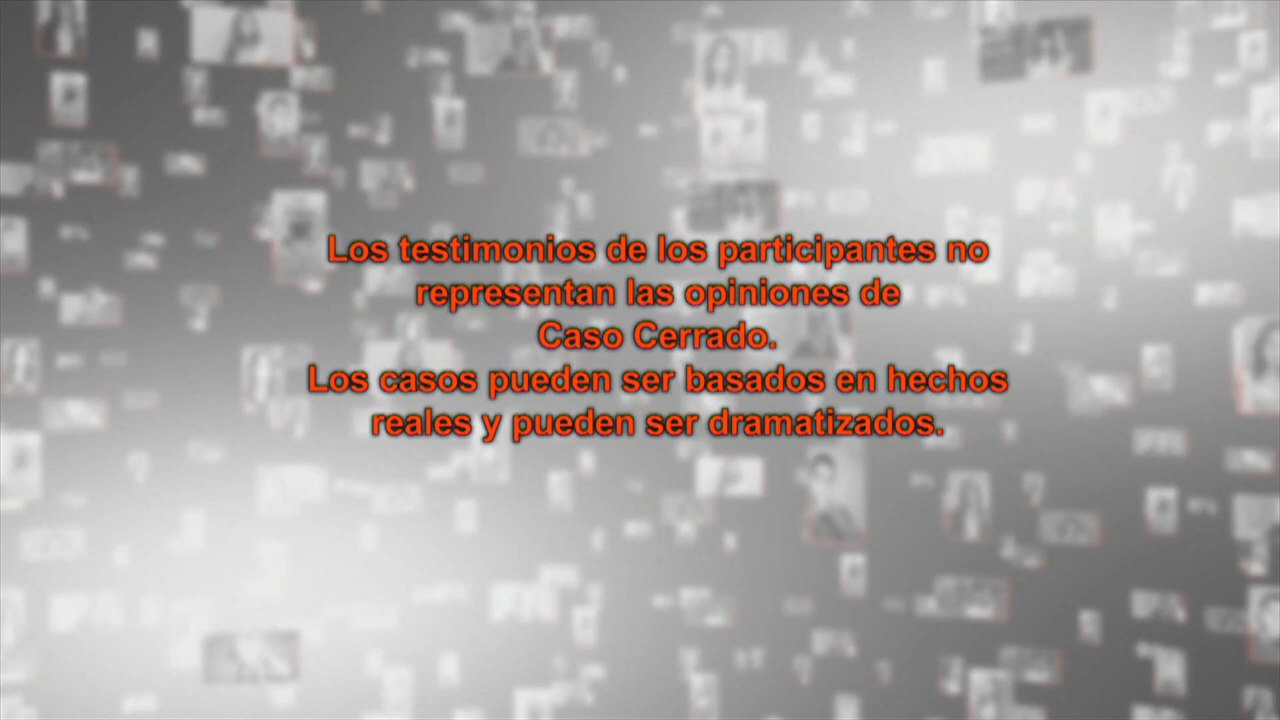 Los testimonios de los participantes no
representan las opiniones de
Caso Cerrado.
Los casos pueden ser basados en hechos
reales y pueden ser dramatizados.